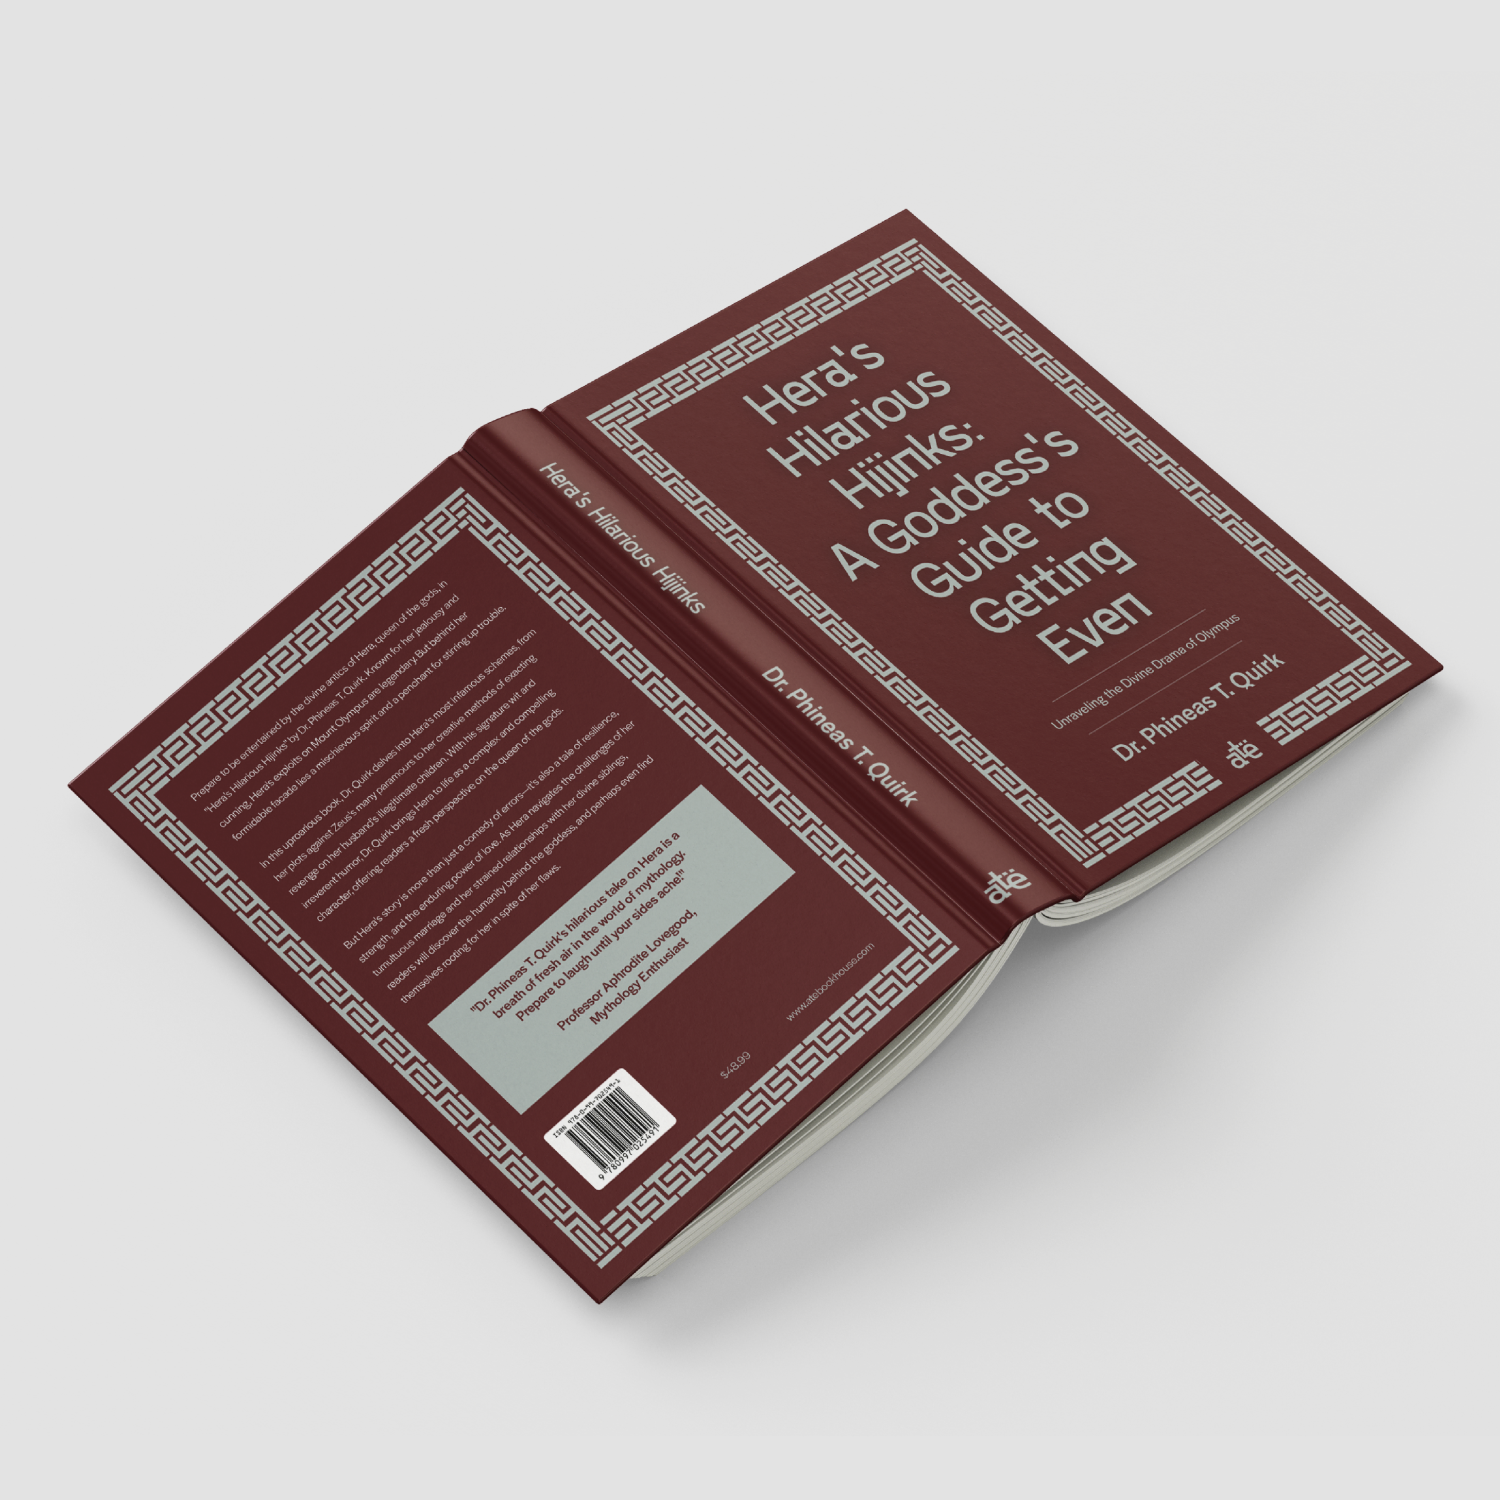 Hera's
Hilarious
Hijinks:
A Goddess's
Guide to
Getting
Even
Unraveling the Divine Drama of Olympus
Dr. Phineas T. Quirk
atë
Hera's Hilarious Hijinks
Dr. Phineas T. Quirk
atë
Prepare to be entertained by the divine antics of Hera, queen of the gods, in
"Hera's Hilarious Hijinks" by Dr. Phineas T. Quirk. Known for her jealousy and
cunning, Hera's exploits on Mount Olympus are legendary. But behind her
formidable facade lies a mischievous spirit and a penchant for stirring up trouble.
In this uproarious book, Dr. Quirk delves into Hera's most infamous schemes, from
her plots against Zeus's many paramours to her creative methods of exacting
revenge on her husband's illegitimate children. With his signature wit and
irreverent humor, Dr. Quirk brings Hera to life as a complex and compelling
character, offering readers a fresh perspective on the queen of the gods.
But Hera's story is more than just a comedy of errors—it's also a tale of resilience,
strength, and the enduring power of love. As Hera navigates the challenges of her
tumultuous marriage and her strained relationships with her divine siblings,
readers will discover the humanity behind the goddess, and perhaps even find
themselves rooting for her in spite of her flaws.
"Dr. Phineas T. Quirk's hilarious take on Hera is a
breath of fresh air in the world of mythology.
Prepare to laugh until your sides ache!"
Professor Aphrodite Lovegood,
Mythology Enthusiast
ISBN 978-0-99-702549-1
9 780997 025491
$48.99
www.atebookhouse.com